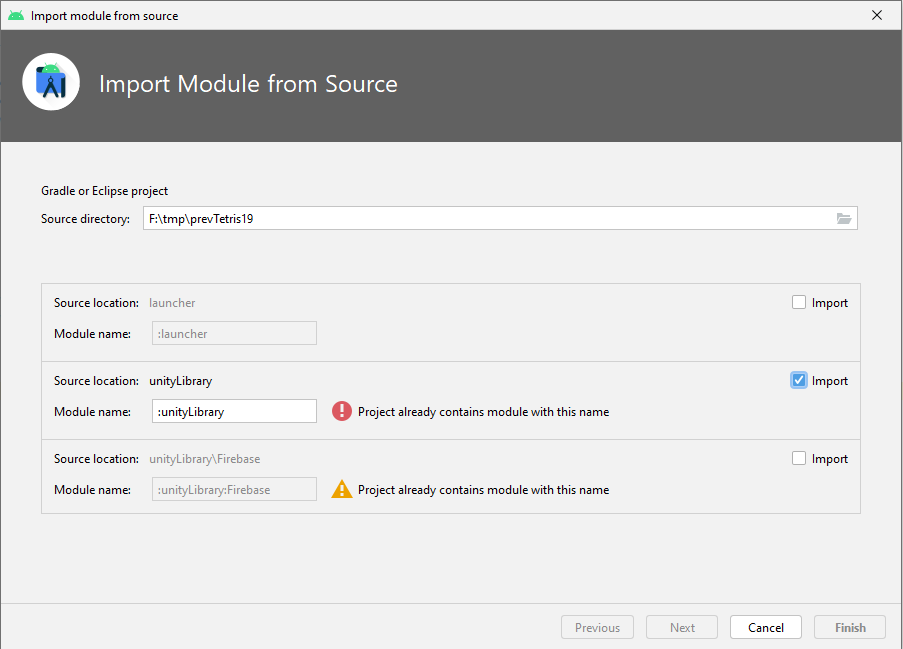 Import module from source
Import Module from Source
Gradle or Eclipse project
Source directory: F:\tmp\prevTetris19
Source location: launcher Import
Module name: :launcher
Source location: unityLibrary Import
Module name: :unityLibrary Project already contains module with this name
Source location: unityLibrary\Firebase Import
Module name: :unityLibrary:Firebase Project already contains module with this name
Previous Next Cancel Finish